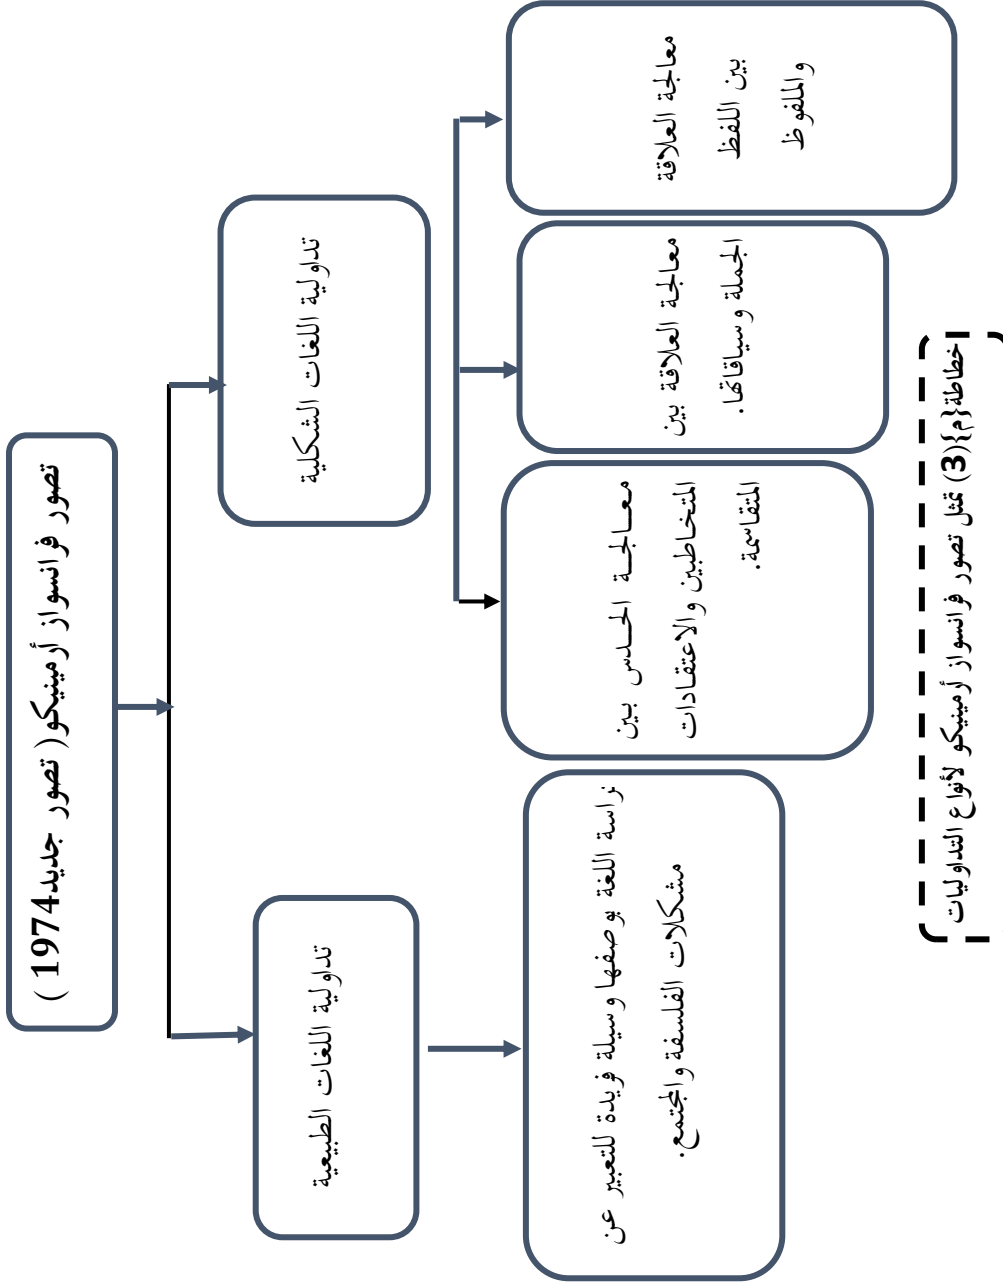 تصور فرانسواز أرمينيكو( تصور جديد1974 )
تداولية اللغات الشكلية
تداولية اللغات الطبيعية
معالجة العلاقة
بين اللفظ
والملفوظ
معالجة العلاقة بين
الجملة وسياقاتها.
معالجة الحدس بين
المتخاطبين والاعتقادات
المتقاسمة.
راسة اللغة بوصفها وسيلة فريدة للتعبير عن
مشكلات الفلسفة والمجتمع.
خطاطة{م}(3) تمثل تصور فرانسواز أرمينيكو لأنواع التداوليات